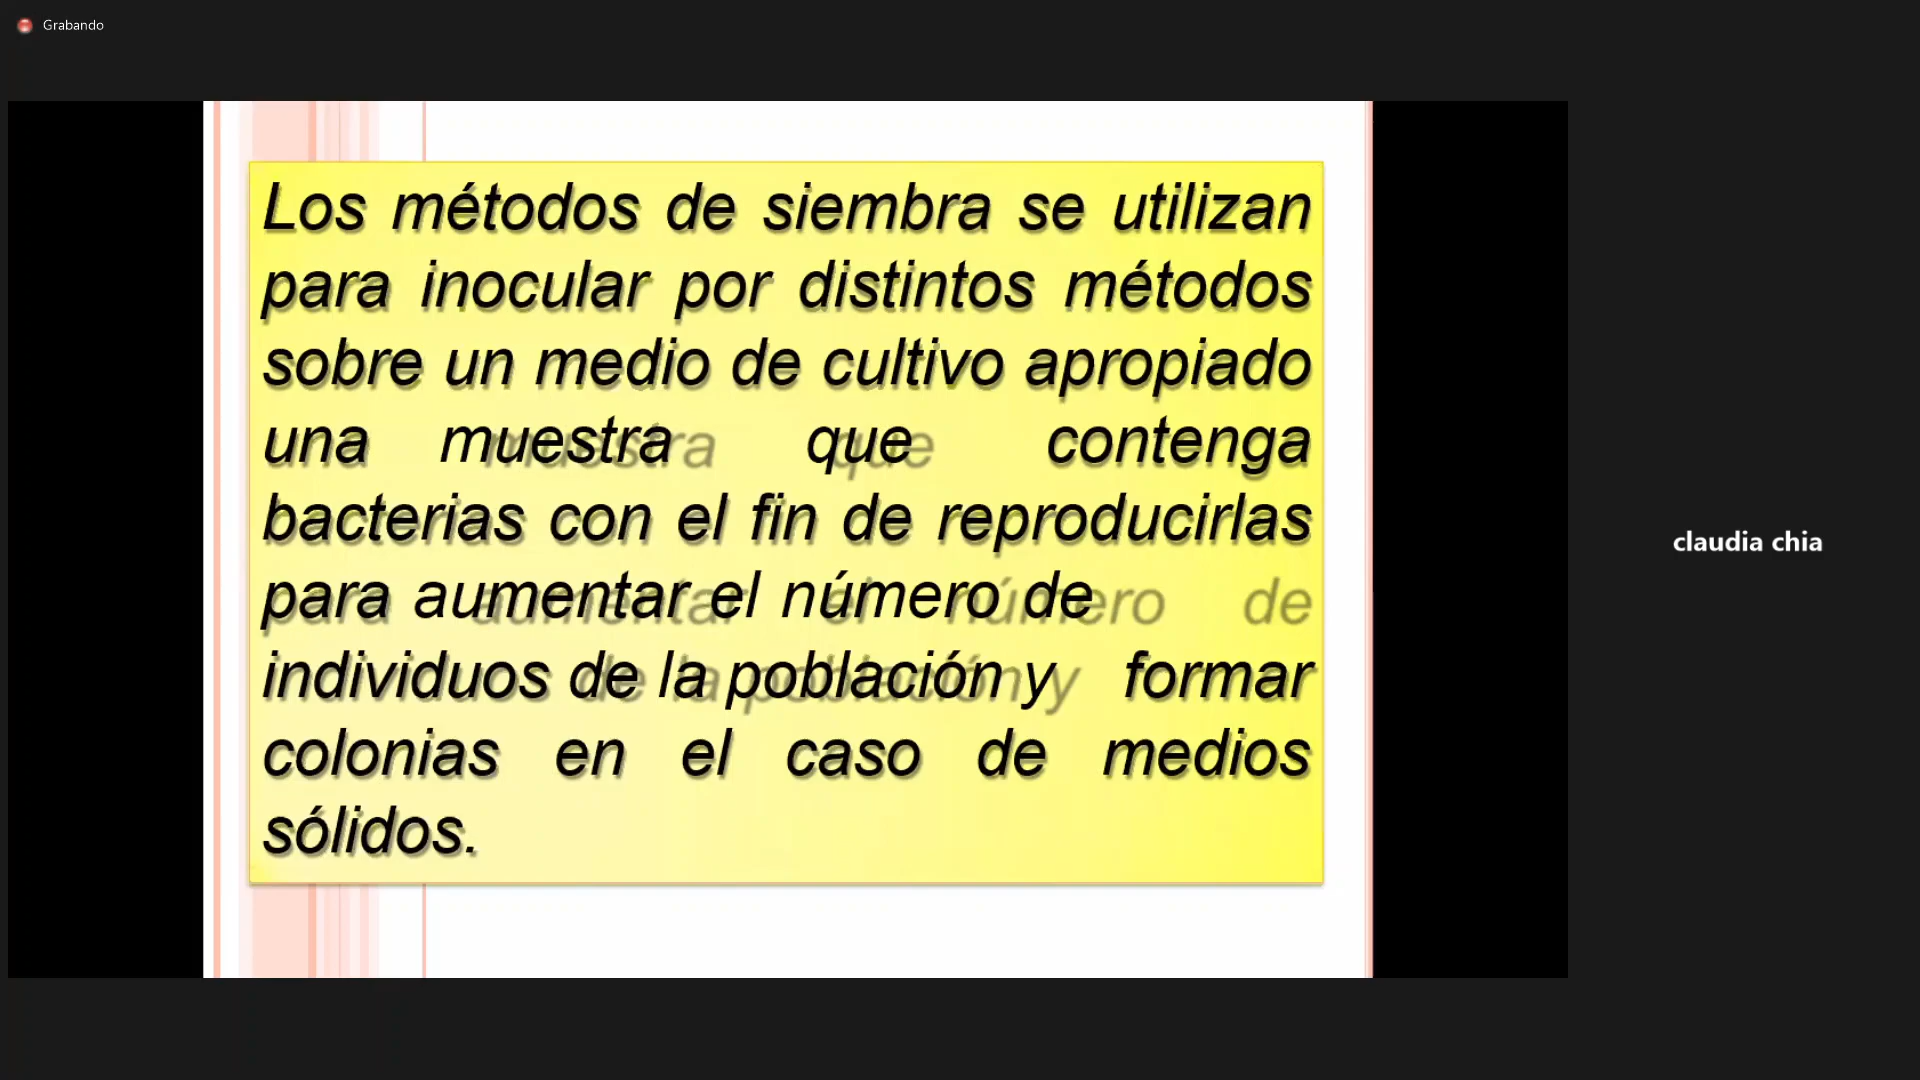 Grabando
Los métodos de siembra se utilizan
para inocular por distintos métodos
sobre un medio de cultivo apropiado
una muestra que contenga
bacterias con el fin de reproducirlas
para aumentar el número de
individuos de la población y formar
colonias en el caso de medios
sólidos.
claudia chia